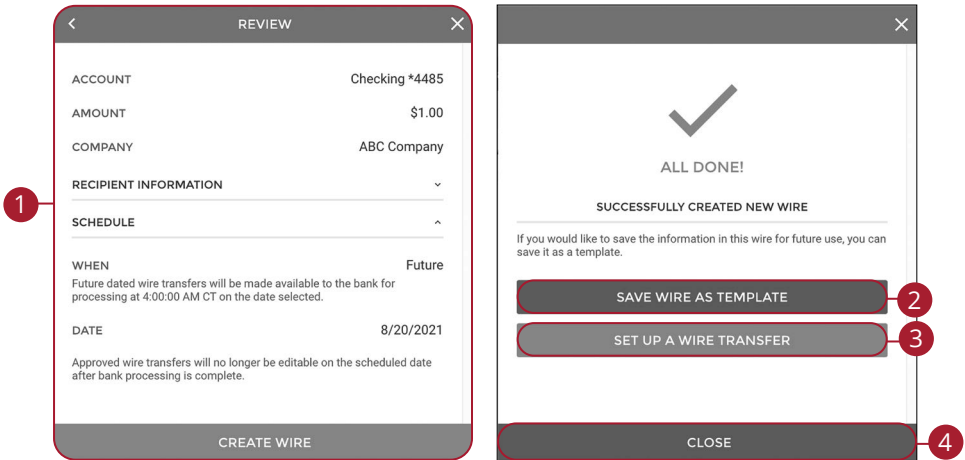 REVIEW
ACCOUNT Checking *4485
AMOUNT $1.00
COMPANY ABC Company
RECIPIENT INFORMATION
SCHEDULE
WHEN Future
Future dated wire transfers will be made available to the bank for
processing at 4:00:00 AM CT on the date selected.
DATE 8/20/2021
Approved wire transfers will no longer be editable on the scheduled date
after bank processing is complete.
CREATE WIRE
1
ALL DONE!
SUCCESSFULLY CREATED NEW WIRE
If you would like to save the information in this wire for future use, you can
save it as a template.
SAVE WIRE AS TEMPLATE
2
SET UP A WIRE TRANSFER
3
CLOSE
4